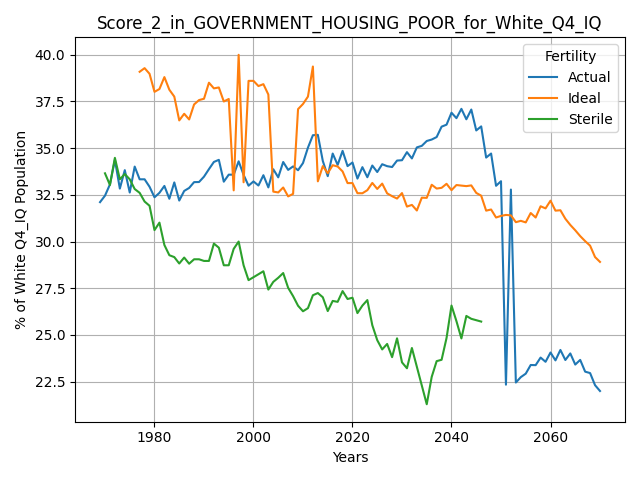 Score_2_in_GOVERNMENT_HOUSING_POOR_for_White_Q4_IQ
% of White Q4_IQ Population
40.0
37.5
35.0
32.5
30.0
27.5
25.0
22.5
Fertility
Actual
Ideal
Sterile
1980
2000
2020
2040
2060
Years